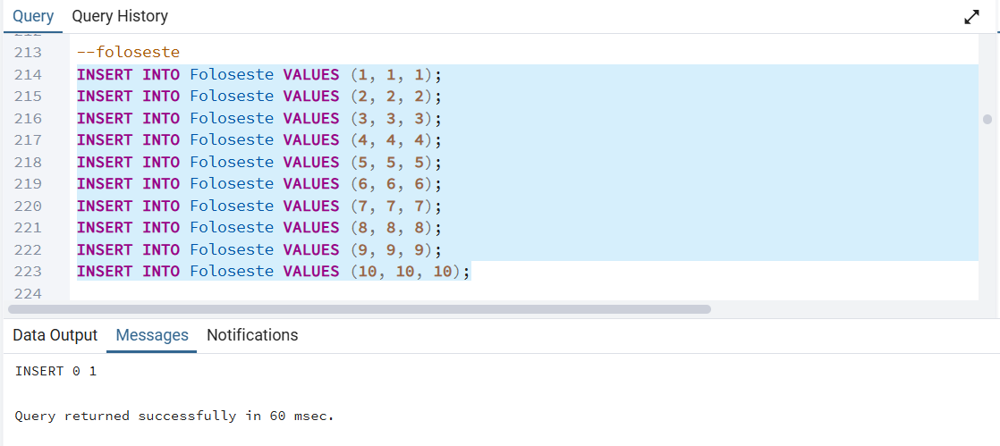 Query Query History
213 --foloseste
214 INSERT INTO Foloseste VALUES (1, 1, 1);
215 INSERT INTO Foloseste VALUES (2, 2, 2);
216 INSERT INTO Foloseste VALUES (3, 3, 3);
217 INSERT INTO Foloseste VALUES (4, 4, 4);
218 INSERT INTO Foloseste VALUES (5, 5, 5);
219 INSERT INTO Foloseste VALUES (6, 6, 6);
220 INSERT INTO Foloseste VALUES (7, 7, 7);
221 INSERT INTO Foloseste VALUES (8, 8, 8);
222 INSERT INTO Foloseste VALUES (9, 9, 9);
223 INSERT INTO Foloseste VALUES (10, 10, 10);
224
Data Output Messages Notifications
INSERT 0 1
Query returned successfully in 60 msec.